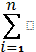 n
∑ □
i=1